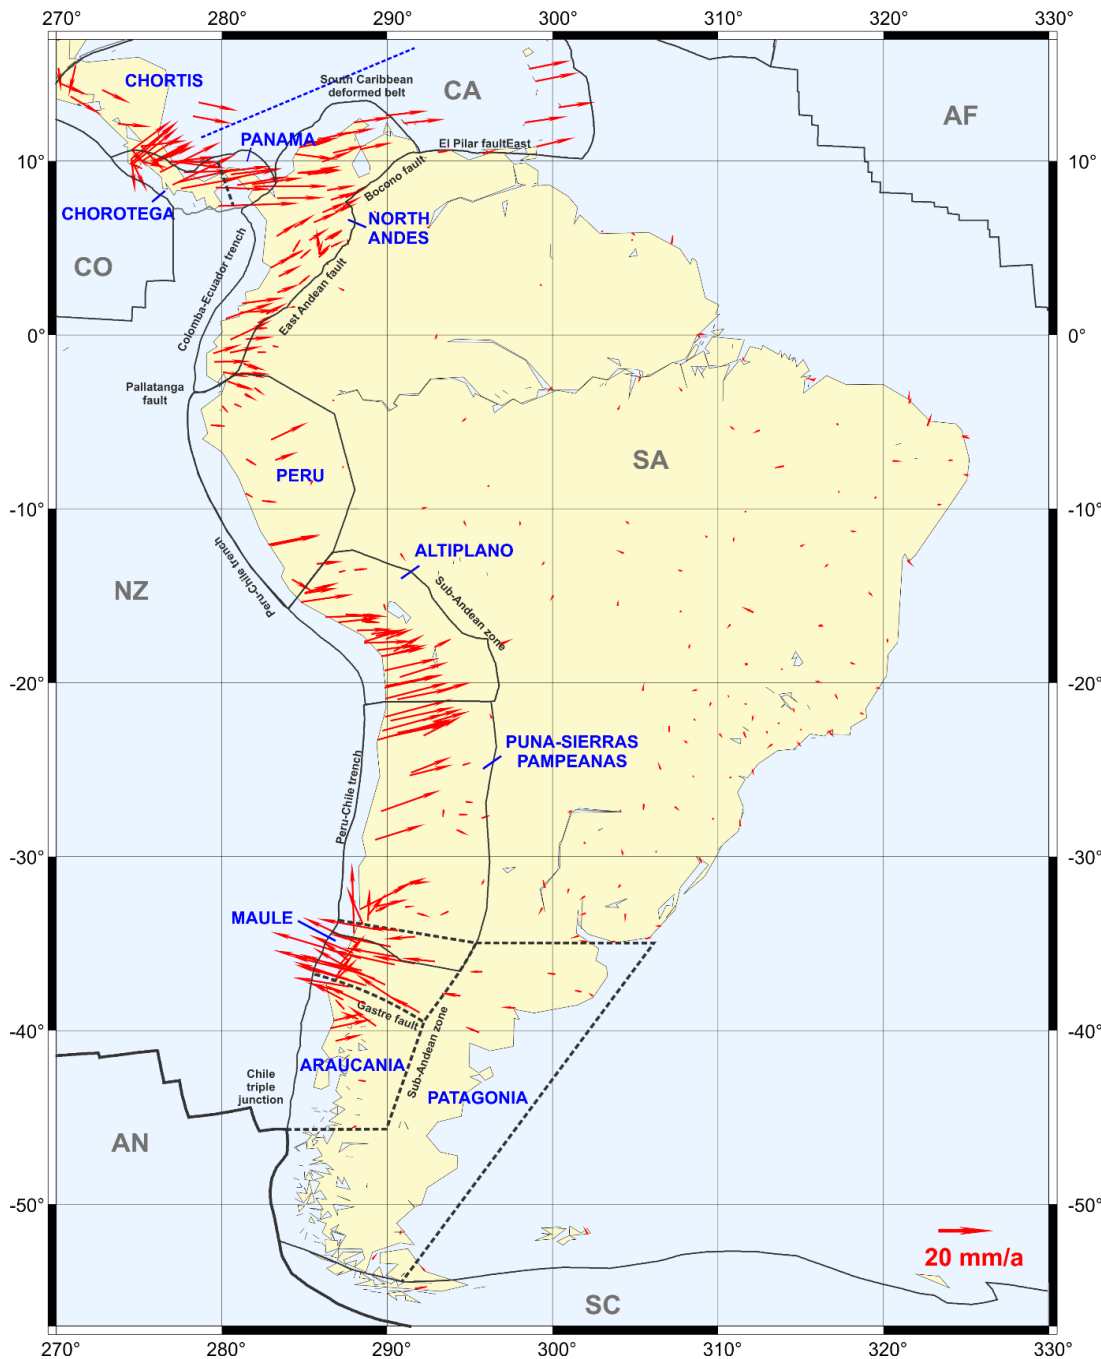 270°
280°
290°
300°
310°
320°
330°
CHORTIS
South Caribbean
deformed belt
CA
AF
PANAMA
El Pilar faultEast
10°
10°
Bocono fault
CHOROTEGA
NORTH
ANDES
CO
Colomba-Ecuador trench
East Andean fault
0°
0°
Pallatanga
fault
PERU
SA
-10°
-10°
ALTIPLANO
Peru-Chile trench
NZ
Sub-Andean zone
-20°
-20°
PUNA-SIERRAS
PAMPEANAS
Peru-Chile trench
-30°
-30°
MAULE
Gastre fault
-40°
-40°
Sub-Andean zone
ARAUCANIA
Chile
triple
junction
PATAGONIA
AN
-50°
-50°
20 mm/a
SC
270°
280°
290°
300°
310°
320°
330°